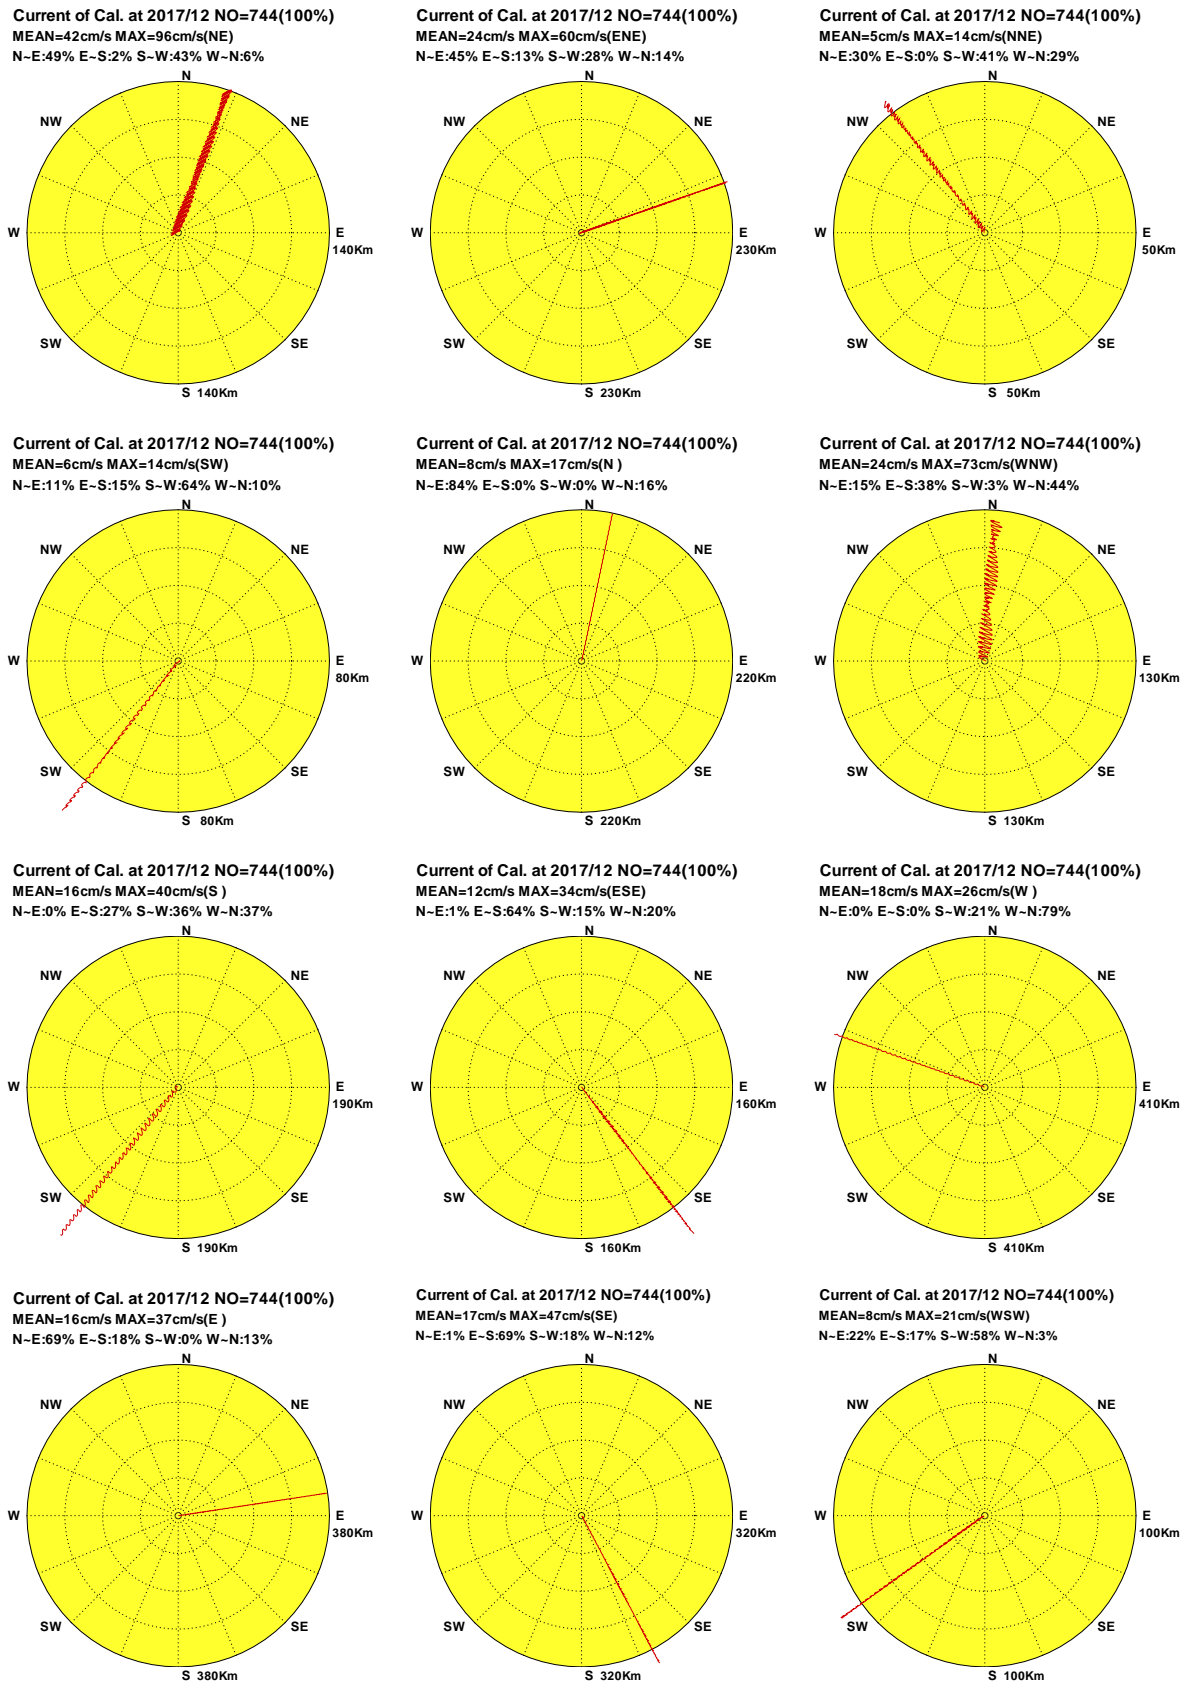 Current of Cal. at 2017/12 NO=744(100%)
MEAN=42cm/s MAX=96cm/s(NE)
N~E:49% E~S:2% S~W:43% W~N:6%
N
NW
NE
W
E
140Km
SW
SE
S 140Km
Current of Cal. at 2017/12 NO=744(100%)
MEAN=24cm/s MAX=60cm/s(ENE)
N~E:45% E~S:13% S~W:28% W~N:14%
N
NW
NE
W
E
230Km
SW
SE
S 230Km
Current of Cal. at 2017/12 NO=744(100%)
MEAN=5cm/s MAX=14cm/s(NNE)
N~E:30% E~S:0% S~W:41% W~N:29%
N
NW
NE
W
E
50Km
SW
SE
S 50Km
Current of Cal. at 2017/12 NO=744(100%)
MEAN=6cm/s MAX=14cm/s(SW)
N~E:11% E~S:15% S~W:64% W~N:10%
N
NW
NE
W
E
80Km
SW
SE
S 80Km
Current of Cal. at 2017/12 NO=744(100%)
MEAN=8cm/s MAX=17cm/s(N )
N~E:84% E~S:0% S~W:0% W~N:16%
N
NW
NE
W
E
220Km
SW
SE
S 220Km
Current of Cal. at 2017/12 NO=744(100%)
MEAN=24cm/s MAX=73cm/s(WNW)
N~E:15% E~S:38% S~W:3% W~N:44%
N
NW
NE
W
E
130Km
SW
SE
S 130Km
Current of Cal. at 2017/12 NO=744(100%)
MEAN=16cm/s MAX=40cm/s(S )
N~E:0% E~S:27% S~W:36% W~N:37%
N
NW
NE
W
E
190Km
SW
SE
S 190Km
Current of Cal. at 2017/12 NO=744(100%)
MEAN=12cm/s MAX=34cm/s(ESE)
N~E:1% E~S:64% S~W:15% W~N:20%
N
NW
NE
W
E
160Km
SW
SE
S 160Km
Current of Cal. at 2017/12 NO=744(100%)
MEAN=18cm/s MAX=26cm/s(W )
N~E:0% E~S:0% S~W:21% W~N:79%
N
NW
NE
W
E
410Km
SW
SE
S 410Km
Current of Cal. at 2017/12 NO=744(100%)
MEAN=16cm/s MAX=37cm/s(E )
N~E:69% E~S:18% S~W:0% W~N:13%
N
NW
NE
W
E
380Km
SW
SE
S 380Km
Current of Cal. at 2017/12 NO=744(100%)
MEAN=17cm/s MAX=47cm/s(SE)
N~E:1% E~S:69% S~W:18% W~N:12%
N
NW
NE
W
E
320Km
SW
SE
S 320Km
Current of Cal. at 2017/12 NO=744(100%)
MEAN=8cm/s MAX=21cm/s(WSW)
N~E:22% E~S:17% S~W:58% W~N:3%
N
NW
NE
W
E
100Km
SW
SE
S 100Km